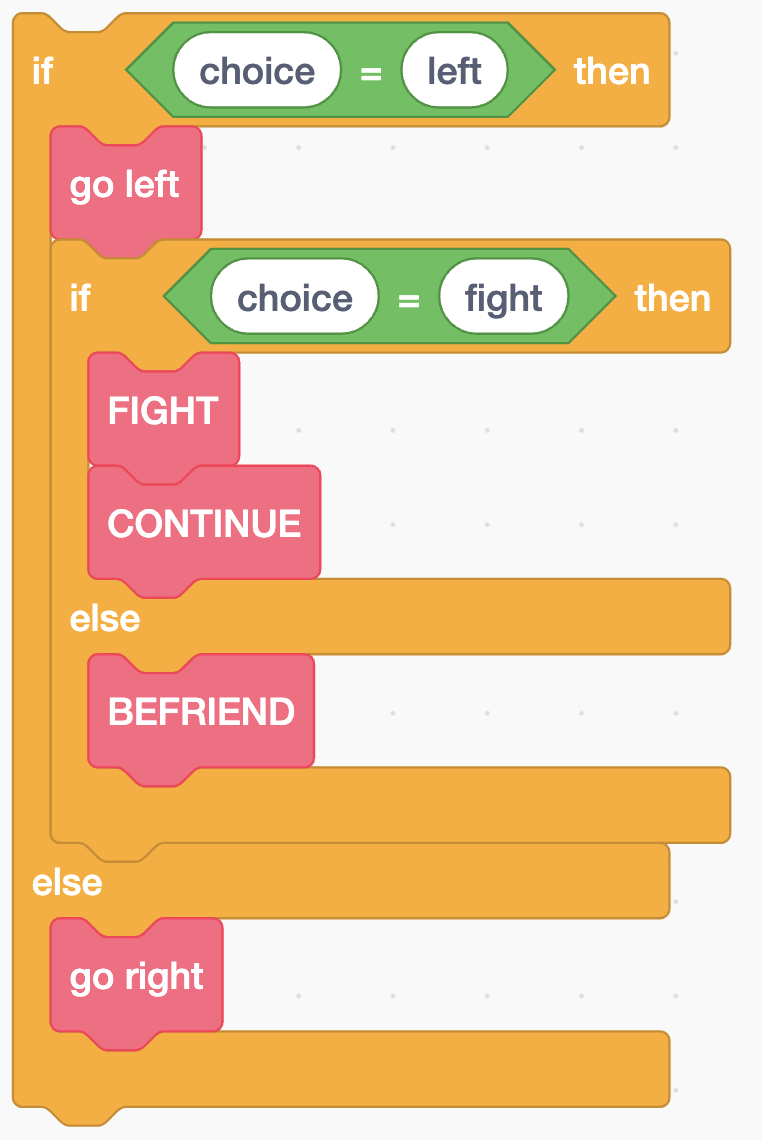 if choice = left then
go left
if choice = fight then
FIGHT
CONTINUE
else
BEFRIEND
else
go right